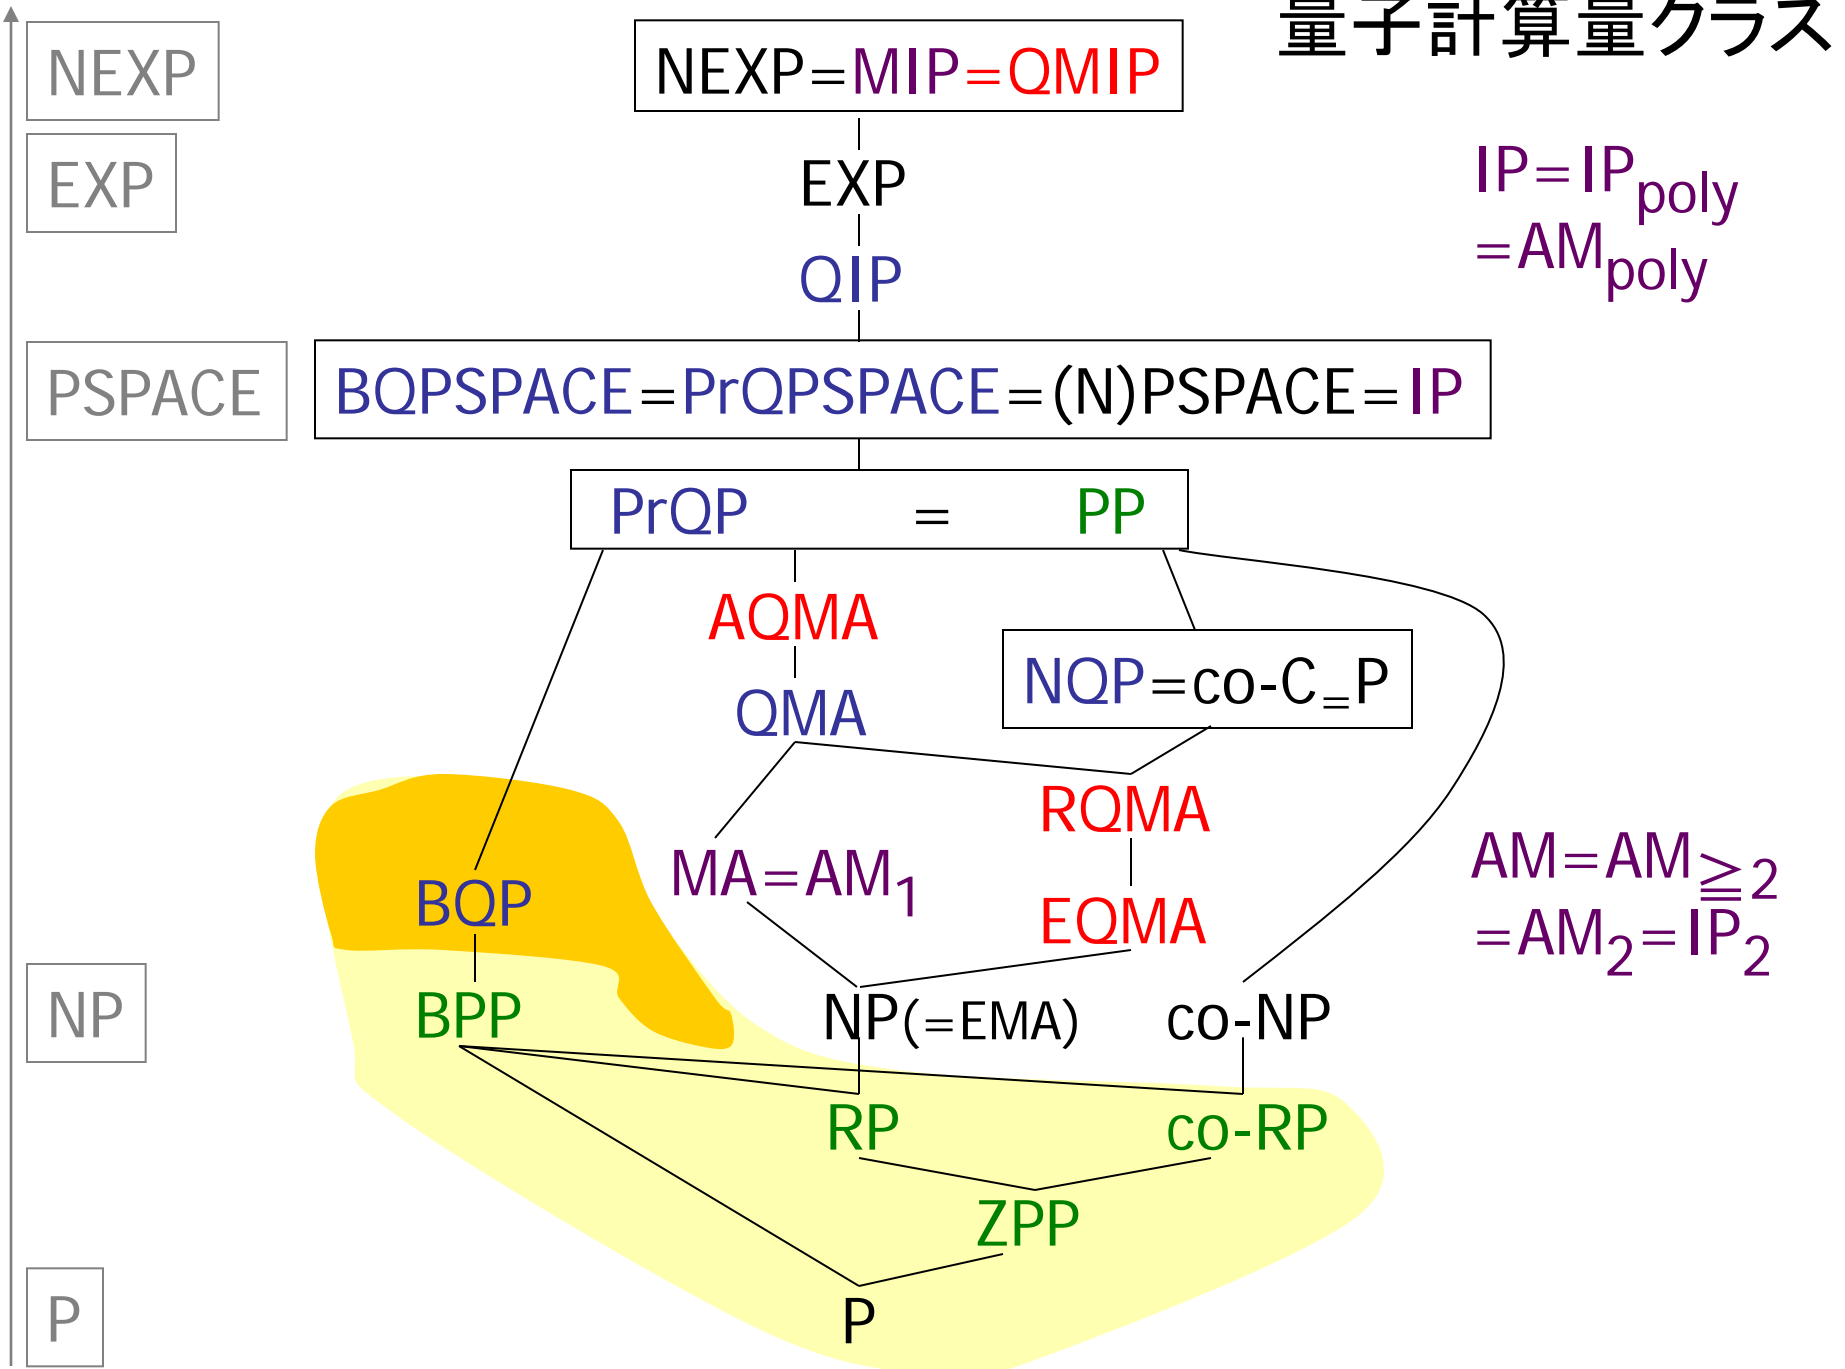 量子計算量クラス
NEXP
NEXP=MIP=QMIP
EXP
EXP
IP=IPpoly
=AMpoly
QIP
PSPACE
BQPSPACE=PrQPSPACE=(N)PSPACE=IP
PrQP = PP
AQMA
NQP=co-C₌P
QMA
RQMA
MA=AM₁
AM=AM≧₂
=AM₂=IP₂
BQP
EQMA
NP
BPP
NP(=EMA)
co-NP
RP
co-RP
ZPP
P
P